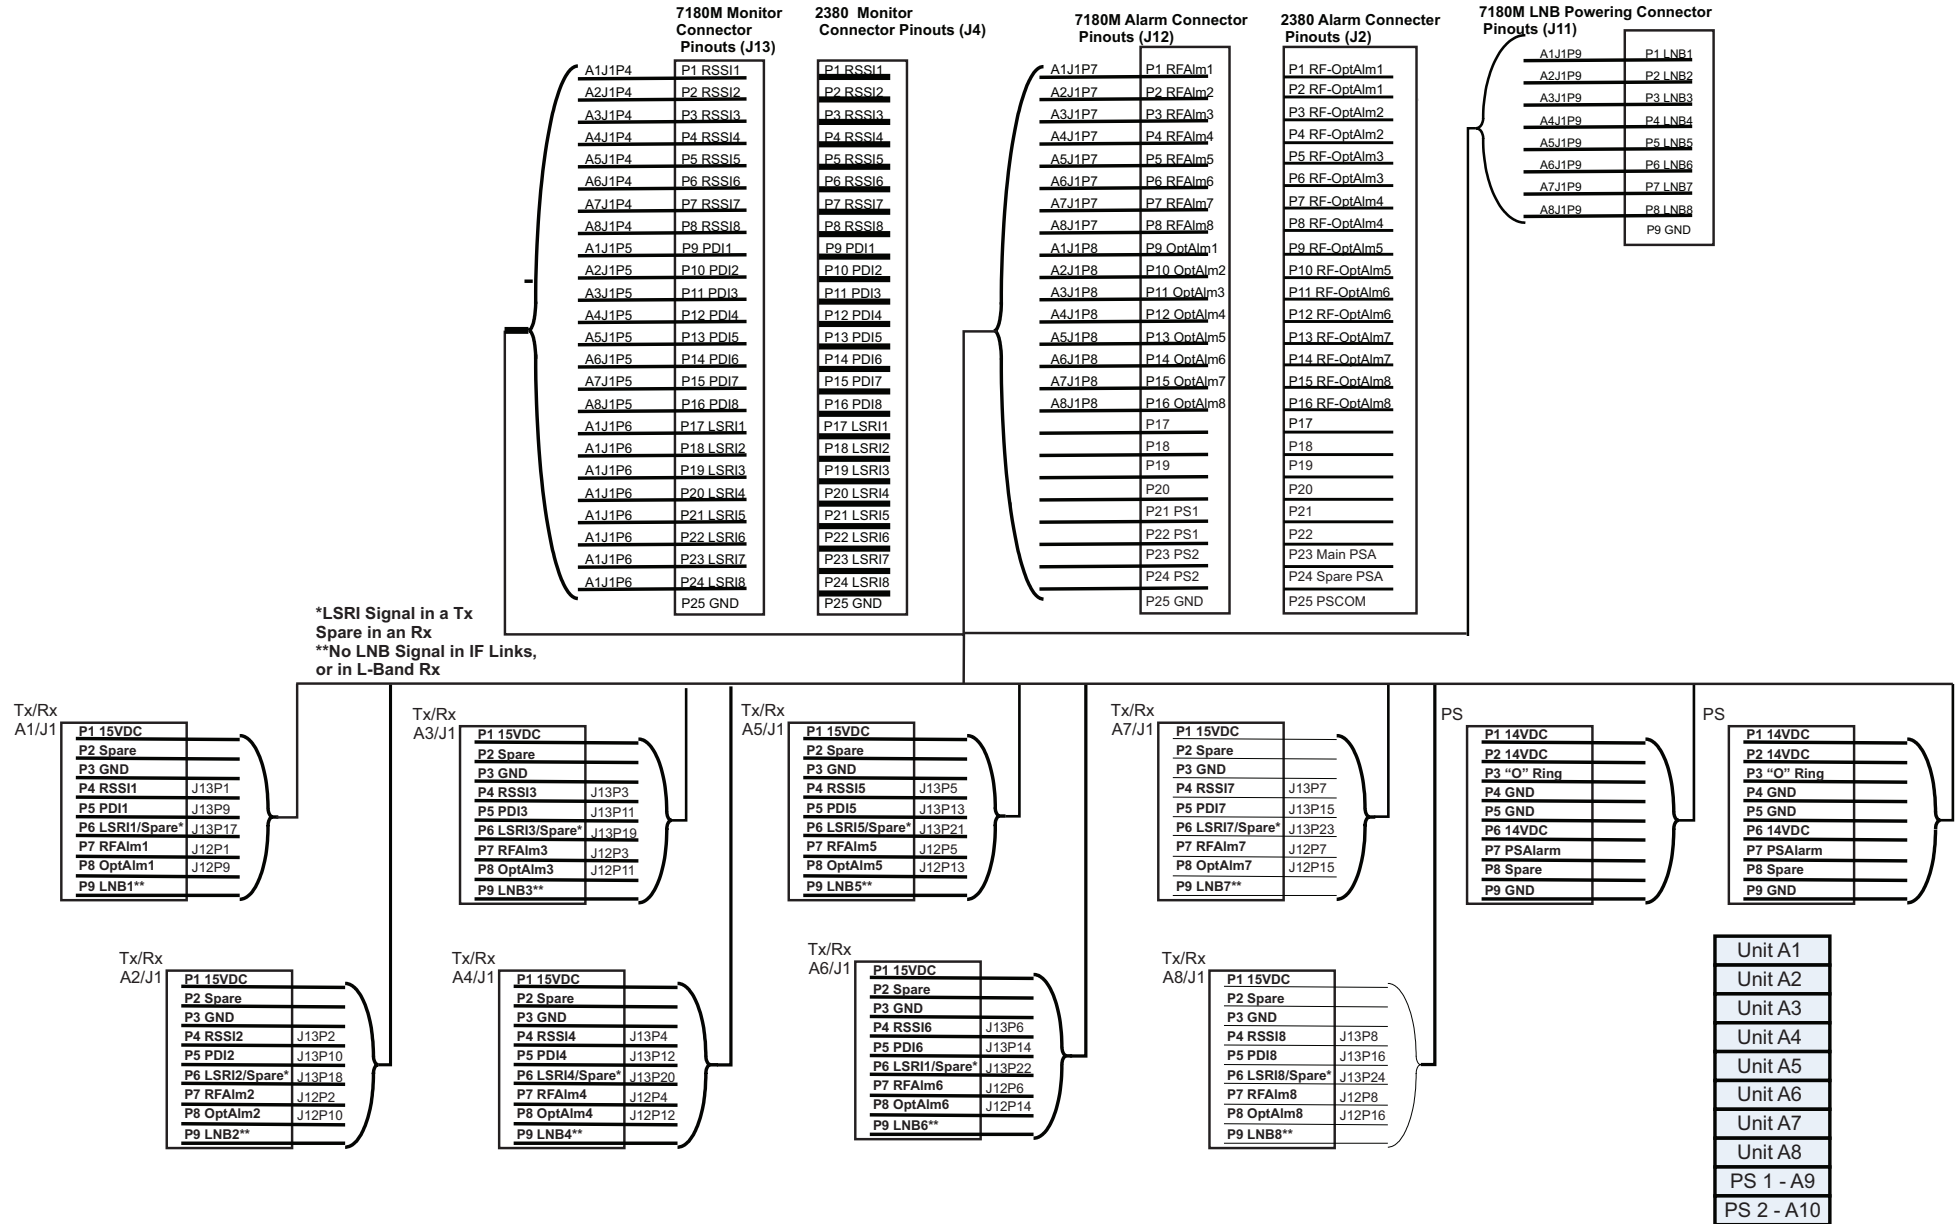 7180M Monitor
Connector
Pinouts (J13)
A1J1P4 P1 RSSI1
A2J1P4 P2 RSSI2
A3J1P4 P3 RSSI3
A4J1P4 P4 RSSI4
A5J1P4 P5 RSSI5
A6J1P4 P6 RSSI6
A7J1P4 P7 RSSI7
A8J1P4 P8 RSSI8
A1J1P5 P9 PDI1
A2J1P5 P10 PDI2
A3J1P5 P11 PDI3
A4J1P5 P12 PDI4
A5J1P5 P13 PDI5
A6J1P5 P14 PDI6
A7J1P5 P15 PDI7
A8J1P5 P16 PDI8
A1J1P6 P17 LSRI1
A1J1P6 P18 LSRI2
A1J1P6 P19 LSRI3
A1J1P6 P20 LSRI4
A1J1P6 P21 LSRI5
A1J1P6 P22 LSRI6
A1J1P6 P23 LSRI7
A1J1P6 P24 LSRI8
P25 GND
2380 Monitor
Connector Pinouts (J4)
P1 RSSI1
P2 RSSI2
P3 RSSI3
P4 RSSI4
P5 RSSI5
P6 RSSI6
P7 RSSI7
P8 RSSI8
P9 PDI1
P10 PDI2
P11 PDI3
P12 PDI4
P13 PDI5
P14 PDI6
P15 PDI7
P16 PDI8
P17 LSRI1
P18 LSRI2
P19 LSRI3
P20 LSRI4
P21 LSRI5
P22 LSRI6
P23 LSRI7
P24 LSRI8
P25 GND
7180M Alarm Connector
Pinouts (J12)
A1J1P7 P1 RFAlm1
A2J1P7 P2 RFAlm2
A3J1P7 P3 RFAlm3
A4J1P7 P4 RFAlm4
A5J1P7 P5 RFAlm5
A6J1P7 P6 RFAlm6
A7J1P7 P7 RFAlm7
A8J1P7 P8 RFAlm8
A1J1P8 P9 OptAlm1
A2J1P8 P10 OptAlm2
A3J1P8 P11 OptAlm3
A4J1P8 P12 OptAlm4
A5J1P8 P13 OptAlm5
A6J1P8 P14 OptAlm6
A7J1P8 P15 OptAlm7
A8J1P8 P16 OptAlm8
P17
P18
P19
P20
P21 PS1
P22 PS1
P23 PS2
P24 PS2
P25 GND
2380 Alarm Connecter
Pinouts (J2)
P1 RF-OptAlm1
P2 RF-OptAlm1
P3 RF-OptAlm2
P4 RF-OptAlm2
P5 RF-OptAlm3
P6 RF-OptAlm3
P7 RF-OptAlm4
P8 RF-OptAlm4
P9 RF-OptAlm5
P10 RF-OptAlm5
P11 RF-OptAlm6
P12 RF-OptAlm6
P13 RF-OptAlm7
P14 RF-OptAlm7
P15 RF-OptAlm8
P16 RF-OptAlm8
P17
P18
P19
P20
P21
P22
P23 Main PSA
P24 Spare PSA
P25 PSCOM
7180M LNB Powering Connector
Pinouts (J11)
A1J1P9 P1 LNB1
A2J1P9 P2 LNB2
A3J1P9 P3 LNB3
A4J1P9 P4 LNB4
A5J1P9 P5 LNB5
A6J1P9 P6 LNB6
A7J1P9 P7 LNB7
A8J1P9 P8 LNB8
P9 GND
*LSRI Signal in a Tx
Spare in an Rx
**No LNB Signal in IF Links,
or in L-Band Rx
Tx/Rx
A1/J1
P1 15VDC
P2 Spare
P3 GND
P4 RSSI1 J13P1
P5 PDI1 J13P9
P6 LSRI1/Spare* J13P17
P7 RFAlm1 J12P1
P8 OptAlm1 J12P9
P9 LNB1**
Tx/Rx
A3/J1
P1 15VDC
P2 Spare
P3 GND
P4 RSSI3 J13P3
P5 PDI3 J13P11
P6 LSRI3/Spare* J13P19
P7 RFAlm3 J12P3
P8 OptAlm3 J12P11
P9 LNB3**
Tx/Rx
A5/J1
P1 15VDC
P2 Spare
P3 GND
P4 RSSI5 J13P5
P5 PDI5 J13P13
P6 LSRI5/Spare* J13P21
P7 RFAlm5 J12P5
P8 OptAlm5 J12P13
P9 LNB5**
Tx/Rx
A7/J1
P1 15VDC
P2 Spare
P3 GND
P4 RSSI7 J13P7
P5 PDI7 J13P15
P6 LSRI7/Spare* J13P23
P7 RFAlm7 J12P7
P8 OptAlm7 J12P15
P9 LNB7**
PS
P1 14VDC
P2 14VDC
P3 “O” Ring
P4 GND
P5 GND
P6 14VDC
P7 PSAlarm
P8 Spare
P9 GND
PS
P1 14VDC
P2 14VDC
P3 “O” Ring
P4 GND
P5 GND
P6 14VDC
P7 PSAlarm
P8 Spare
P9 GND
Tx/Rx
A2/J1
P1 15VDC
P2 Spare
P3 GND
P4 RSSI2 J13P2
P5 PDI2 J13P10
P6 LSRI2/Spare* J13P18
P7 RFAlm2 J12P2
P8 OptAlm2 J12P10
P9 LNB2**
Tx/Rx
A4/J1
P1 15VDC
P2 Spare
P3 GND
P4 RSSI4 J13P4
P5 PDI4 J13P12
P6 LSRI4/Spare* J13P20
P7 RFAlm4 J12P4
P8 OptAlm4 J12P12
P9 LNB4**
Tx/Rx
A6/J1
P1 15VDC
P2 Spare
P3 GND
P4 RSSI6 J13P6
P5 PDI6 J13P14
P6 LSRI1/Spare* J13P22
P7 RFAlm6 J12P6
P8 OptAlm6 J12P14
P9 LNB6**
Tx/Rx
A8/J1
P1 15VDC
P2 Spare
P3 GND
P4 RSSI8 J13P8
P5 PDI8 J13P16
P6 LSRI8/Spare* J13P24
P7 RFAlm8 J12P8
P8 OptAlm8 J12P16
P9 LNB8**
Unit A1
Unit A2
Unit A3
Unit A4
Unit A5
Unit A6
Unit A7
Unit A8
PS 1 - A9
PS 2 - A10